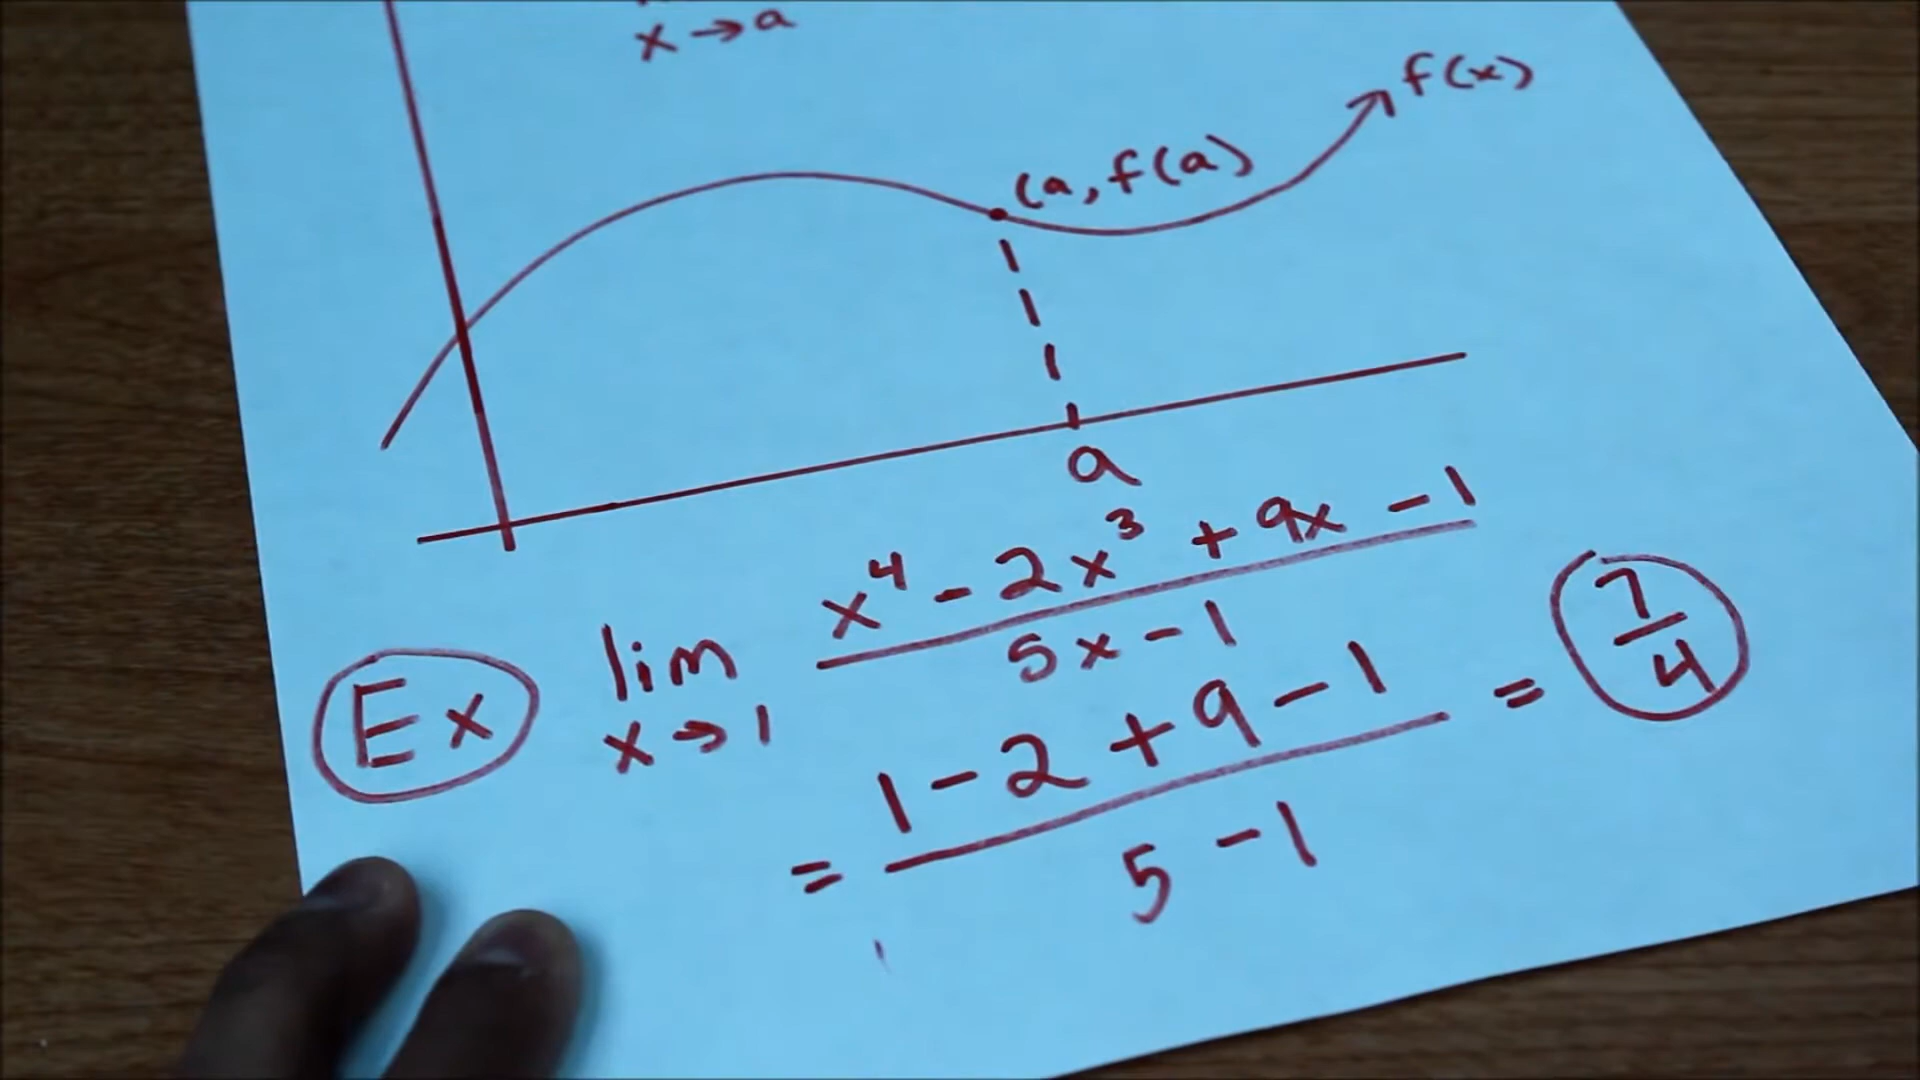 x→a
f(x)
(a, f(a))
a
Ex lim x→1 (x⁴ - 2x³ + 9x - 1)/(5x - 1)
= (1 - 2 + 9 - 1)/(5 - 1) = 7/4